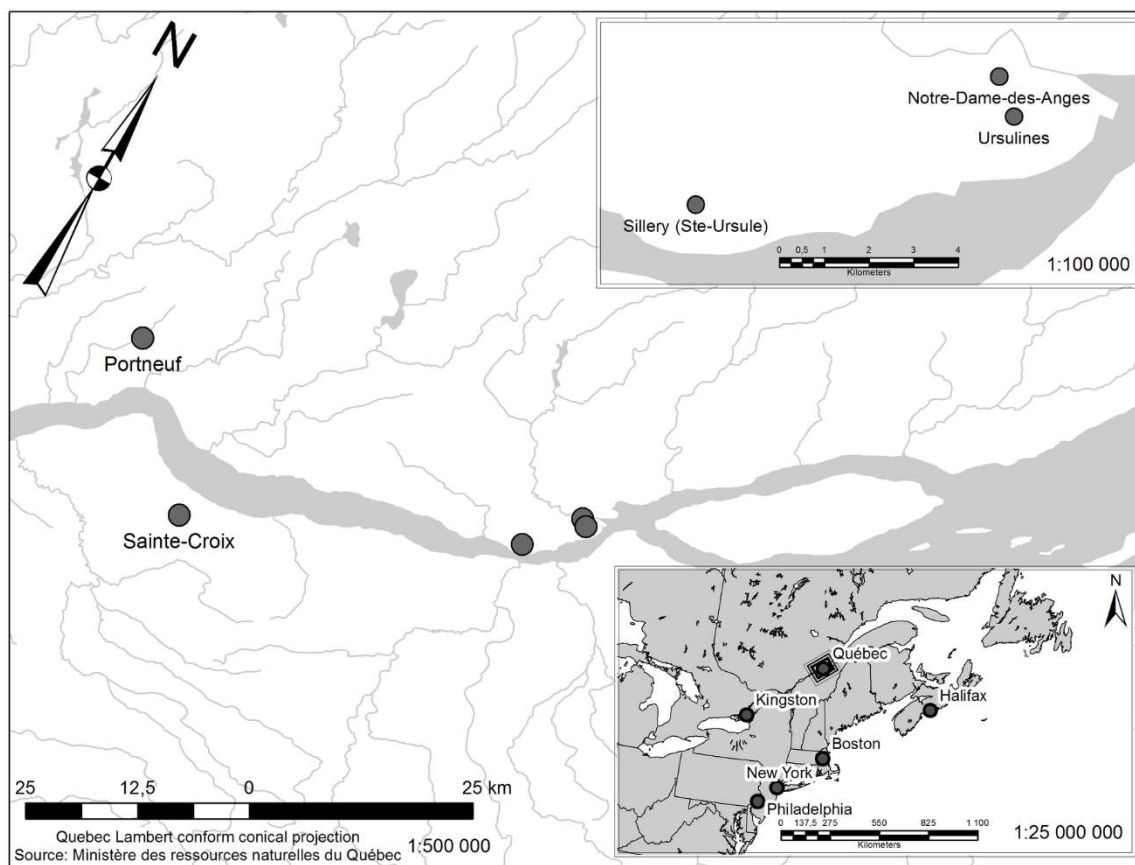 N
Notre-Dame-des-Anges
Ursulines
Sillery (Ste-Ursule)
0 0,5 1 2 3 4
Kilometers
1:100 000
Portneuf
Sainte-Croix
N
Québec
Kingston
Halifax
Boston
New York
Philadelphia
0 137,5 275 550 825 1 100
Kilometers
1:25 000 000
25 12,5 0 25 km
Quebec Lambert conform conical projection
Source: Ministère des ressources naturelles du Québec
1:500 000